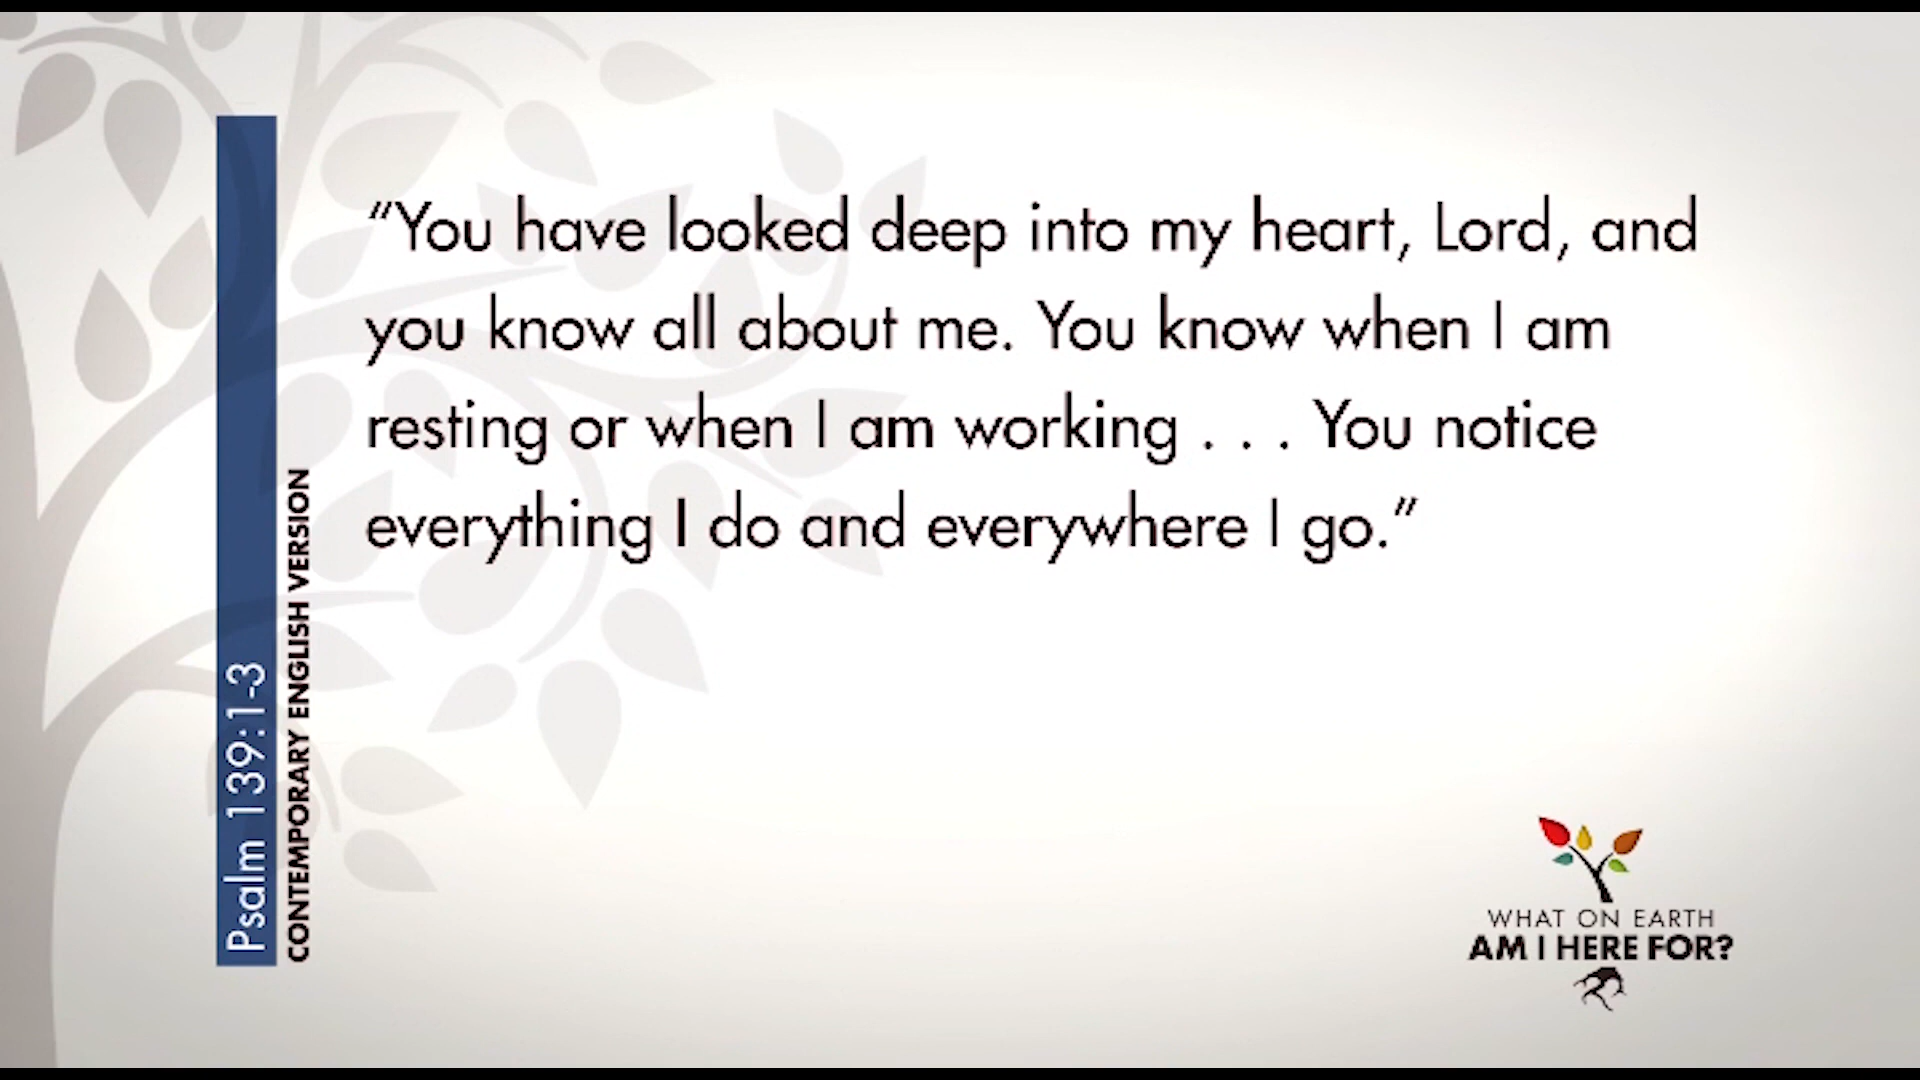 “You have looked deep into my heart, Lord, and
you know all about me. You know when I am
resting or when I am working . . . You notice
everything I do and everywhere I go.”
Psalm 139:1-3
CONTEMPORARY ENGLISH VERSION
WHAT ON EARTH
AM I HERE FOR?